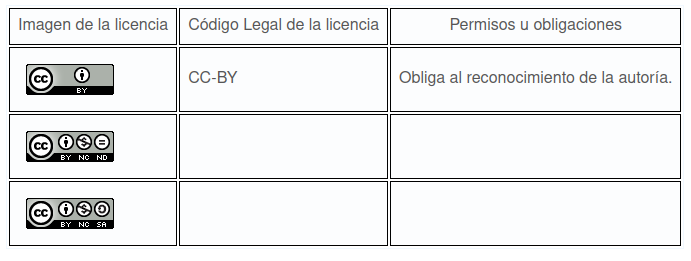 Imagen de la licencia Código Legal de la licencia Permisos u obligaciones
cc BY CC-BY Obliga al reconocimiento de la autoría.
cc BY NC ND
cc BY NC SA